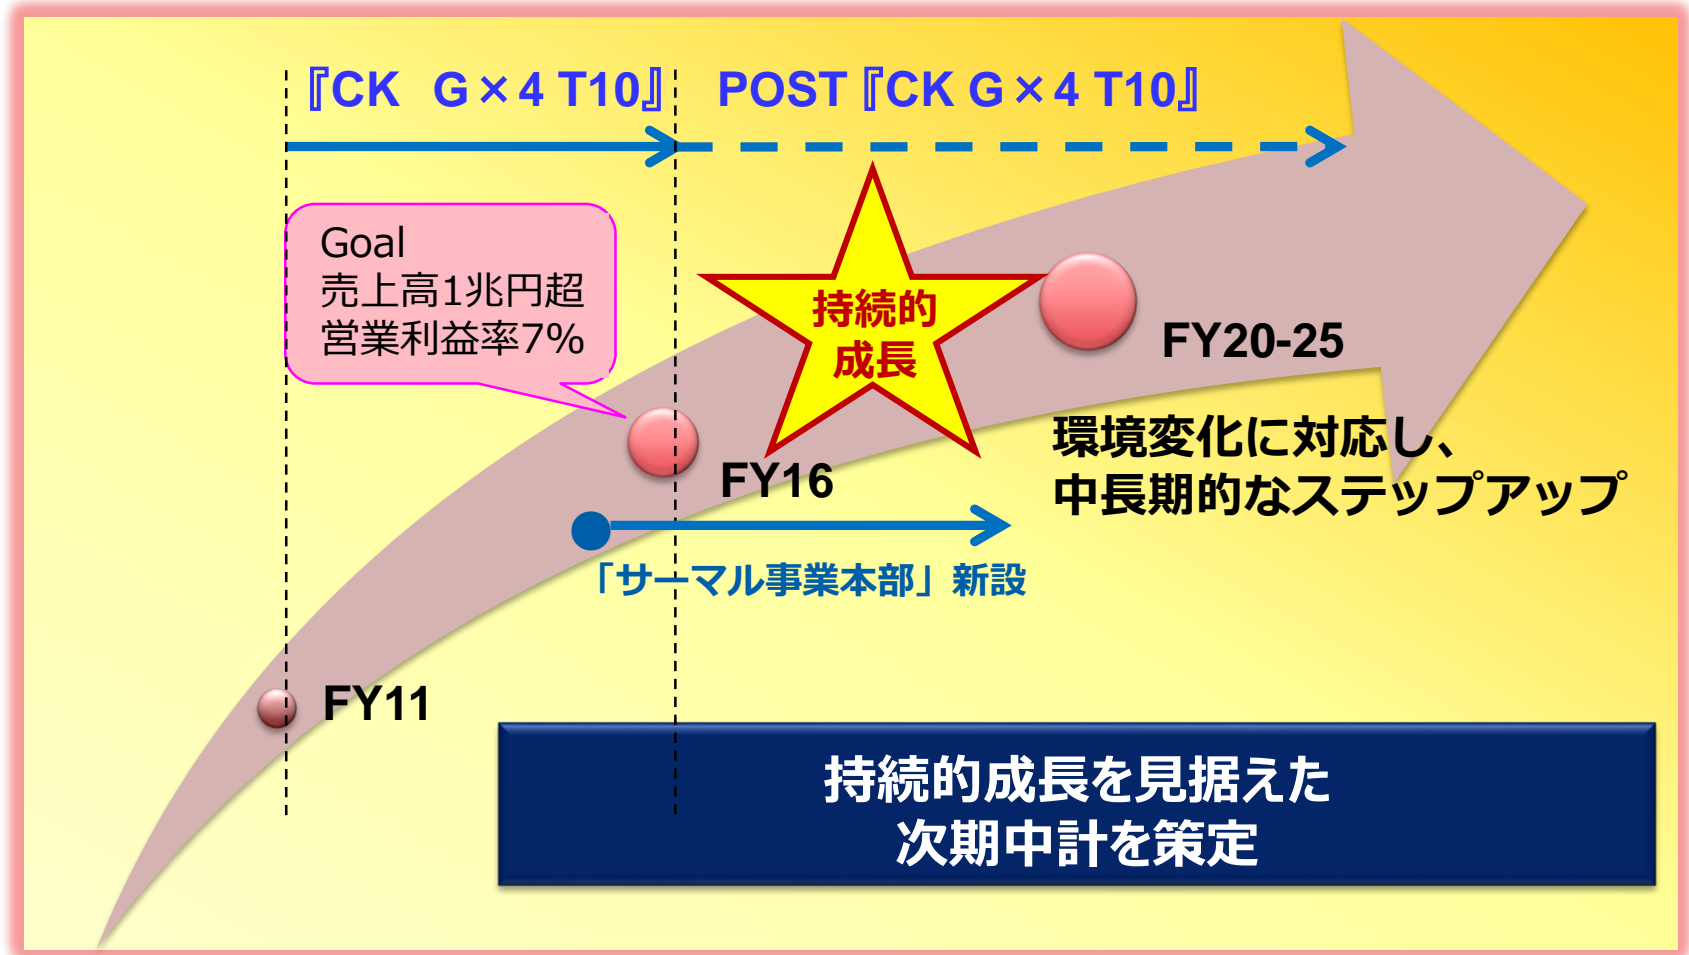 『CK G×4 T10』
POST『CK G×4 T10』
Goal
売上高1兆円超
営業利益率7%
持続的
成長
FY20-25
環境変化に対応し、
中長期的なステップアップ
FY16
「サーマル事業本部」新設
FY11
持続的成長を見据えた
次期中計を策定